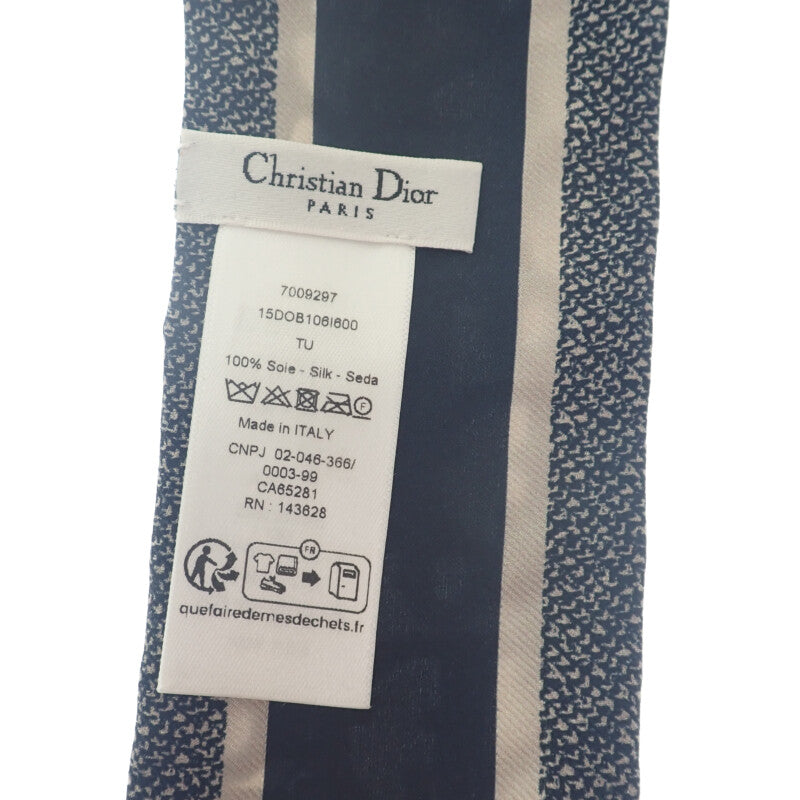 Christian Dior
PARIS
7009297
15DOB106I600
TU
100% Soie - Silk - Seda
F
Made in ITALY
CNPJ 02-046-366/
0003-99
CA65281
RN : 143628
FR
quefairedemesdechets.fr